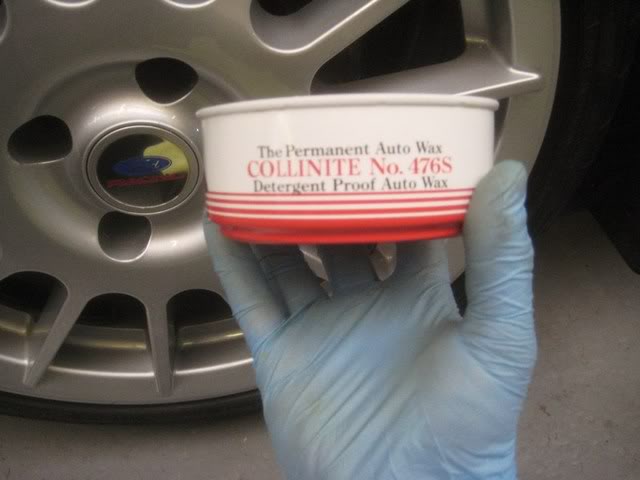 The Permanent Auto Wax
COLLINITE No. 476S
Detergent Proof Auto Wax